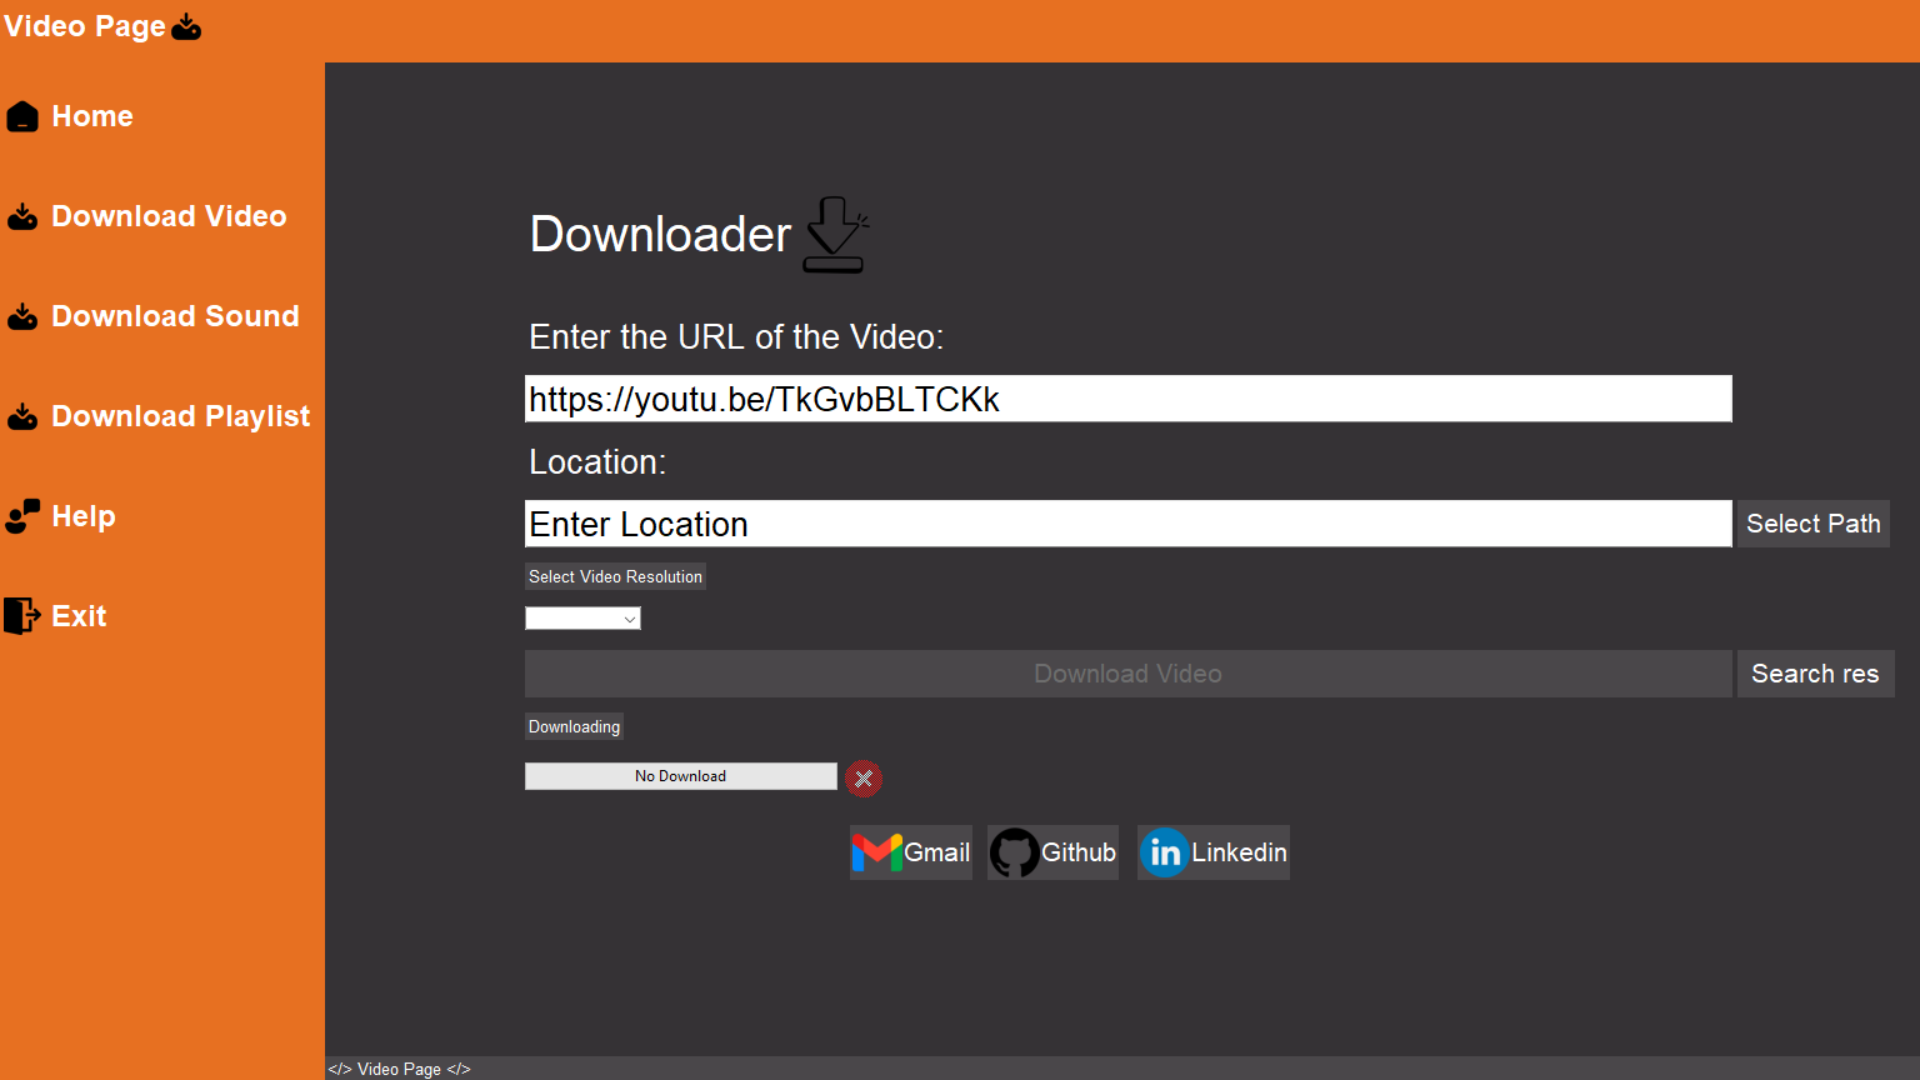 Video Page
Home
Download Video
Download Sound
Download Playlist
Help
Exit
Downloader
Enter the URL of the Video:
https://youtu.be/TkGvbBLTCKk
Location:
Enter Location
Select Path
Select Video Resolution
Download Video
Search res
Downloading
No Download
Gmail
Github
in
Linkedin
</> Video Page </>